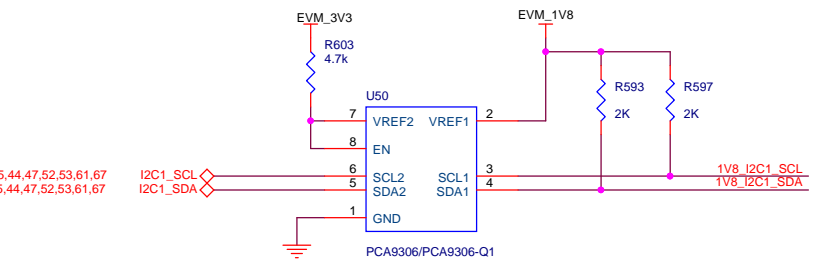 EVM_3V3
EVM_1V8
R603
4.7k
R593
2K
R597
2K
U50
7 VREF2 VREF1 2
8 EN
5,44,47,52,53,61,67 I2C1_SCL 6 SCL2 SCL1 3 1V8_I2C1_SCL
5,44,47,52,53,61,67 I2C1_SDA 5 SDA2 SDA1 4 1V8_I2C1_SDA
1 GND
PCA9306/PCA9306-Q1